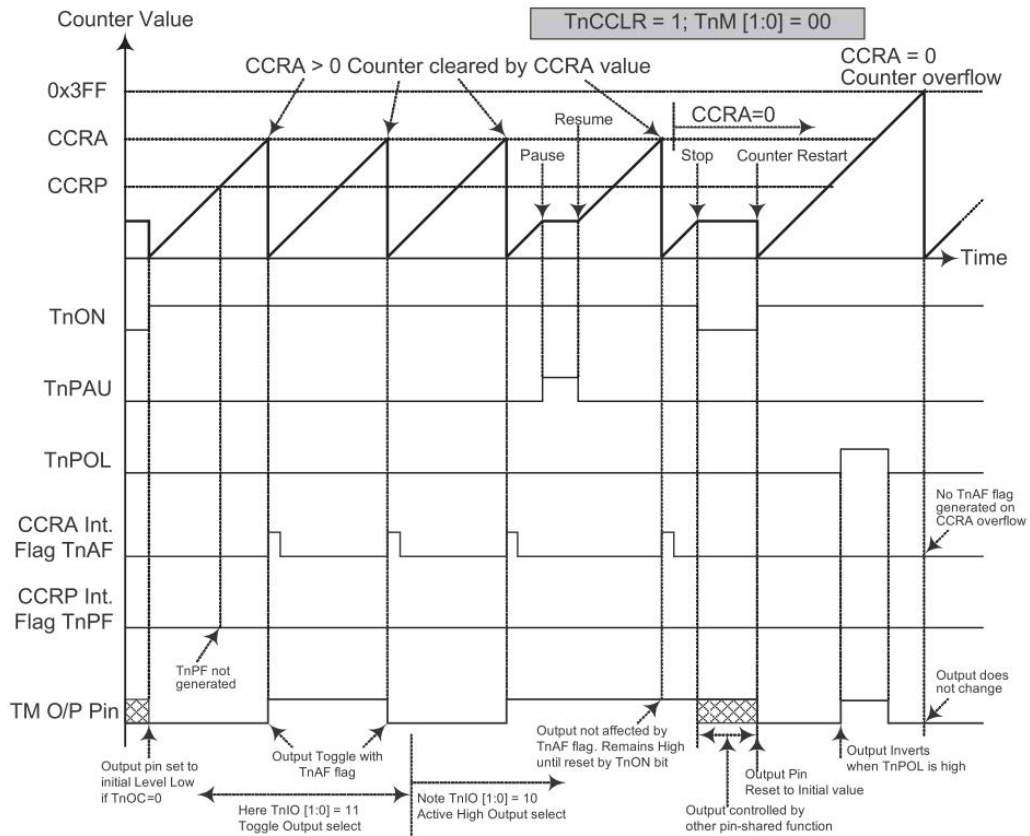 Counter Value
TnCCLR = 1; TnM [1:0] = 00
CCRA > 0 Counter cleared by CCRA value
CCRA = 0
Counter overflow
0x3FF
CCRA
CCRP
Resume
CCRA=0
Pause
Stop
Counter Restart
Time
TnON
TnPAU
TnPOL
No TnAF flag
generated on
CCRA overflow
CCRA Int.
Flag TnAF
CCRP Int.
Flag TnPF
TnPF not
generated
Output does
not change
TM O/P Pin
Output pin set to
initial Level Low
if TnOC=0
Output Toggle with
TnAF flag
Output not affected by
TnAF flag. Remains High
until reset by TnON bit
Output Inverts
when TnPOL is high
Output Pin
Reset to Initial value
Here TnIO [1:0] = 11
Toggle Output select
Note TnIO [1:0] = 10
Active High Output select
Output controlled by
other pin-shared function